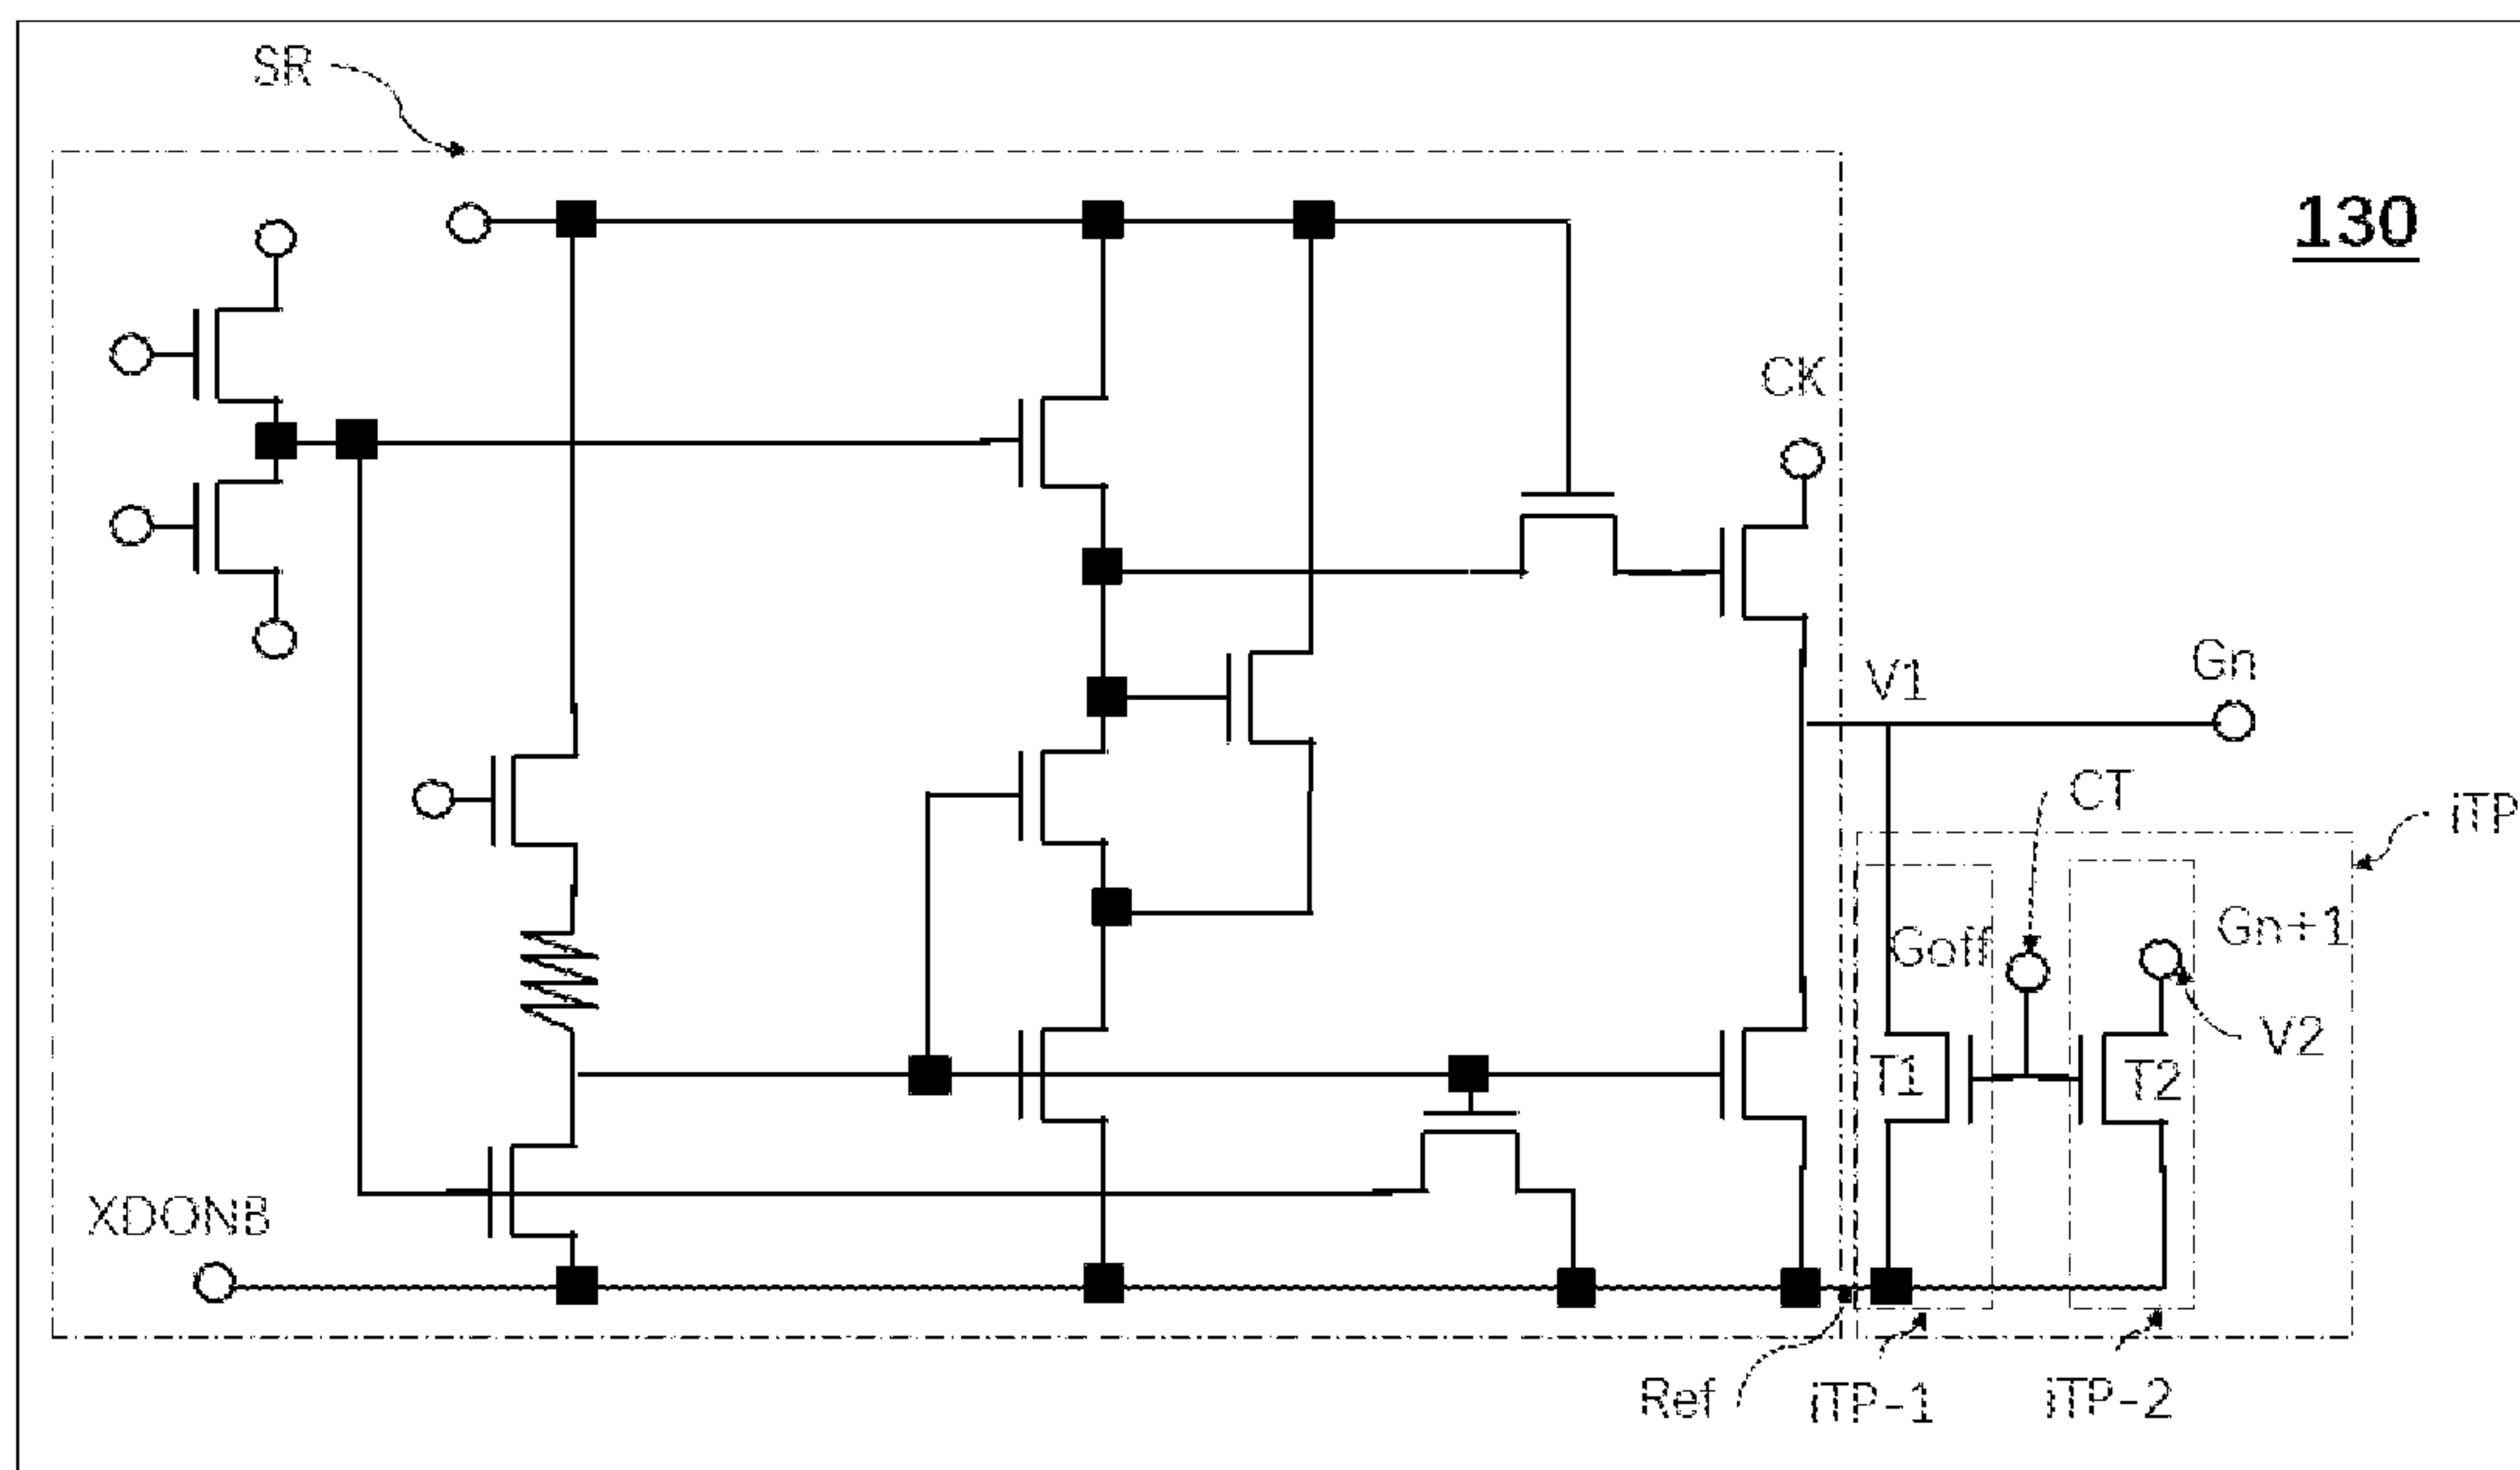 SR
130
CK
V1
Gn
CT
iTP
Goff
Gn+1
V2
T1
T2
XDONB
Ref
iTP-1
iTP-2